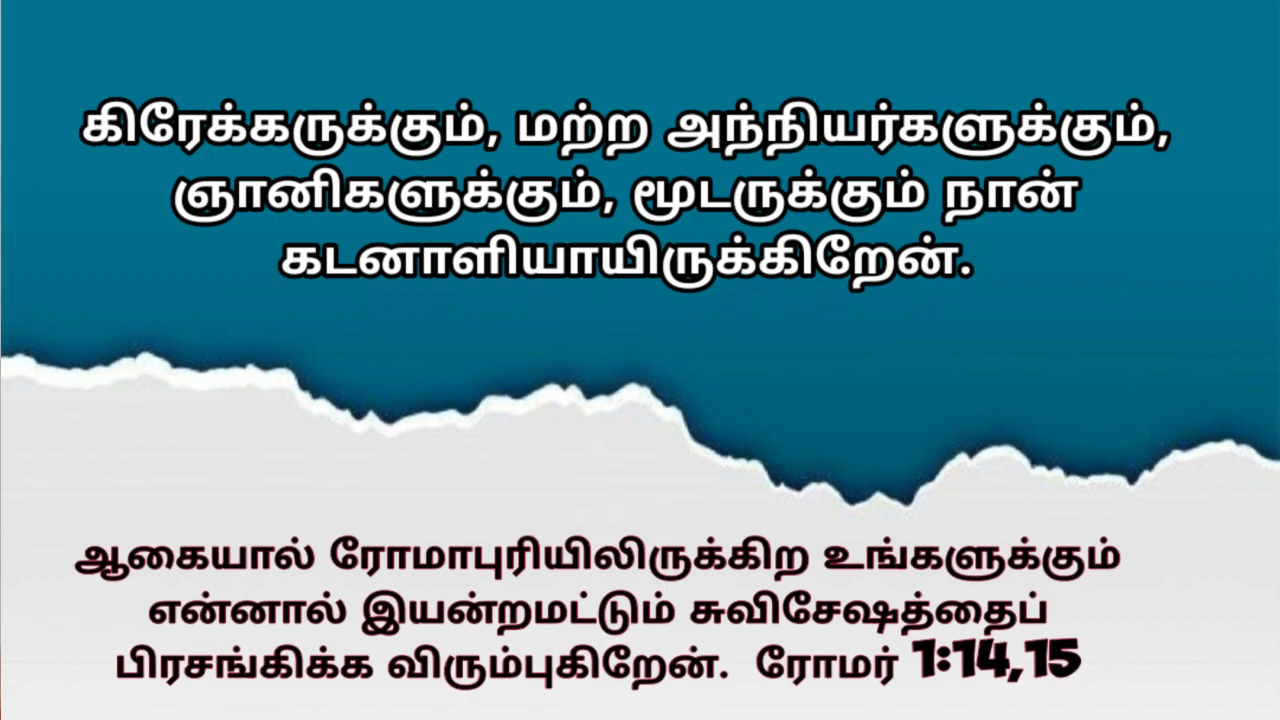 கிரேக்கருக்கும், மற்ற அந்நியர்களுக்கும்,
ஞானிகளுக்கும், மூடருக்கும் நான்
கடனாளியாயிருக்கிறேன்.
ஆகையால் ரோமாபுரியிலிருக்கிற உங்களுக்கும்
என்னால் இயன்றமட்டும் சுவிசேஷத்தைப்
பிரசங்கிக்க விரும்புகிறேன். ரோமர் 1:14,15